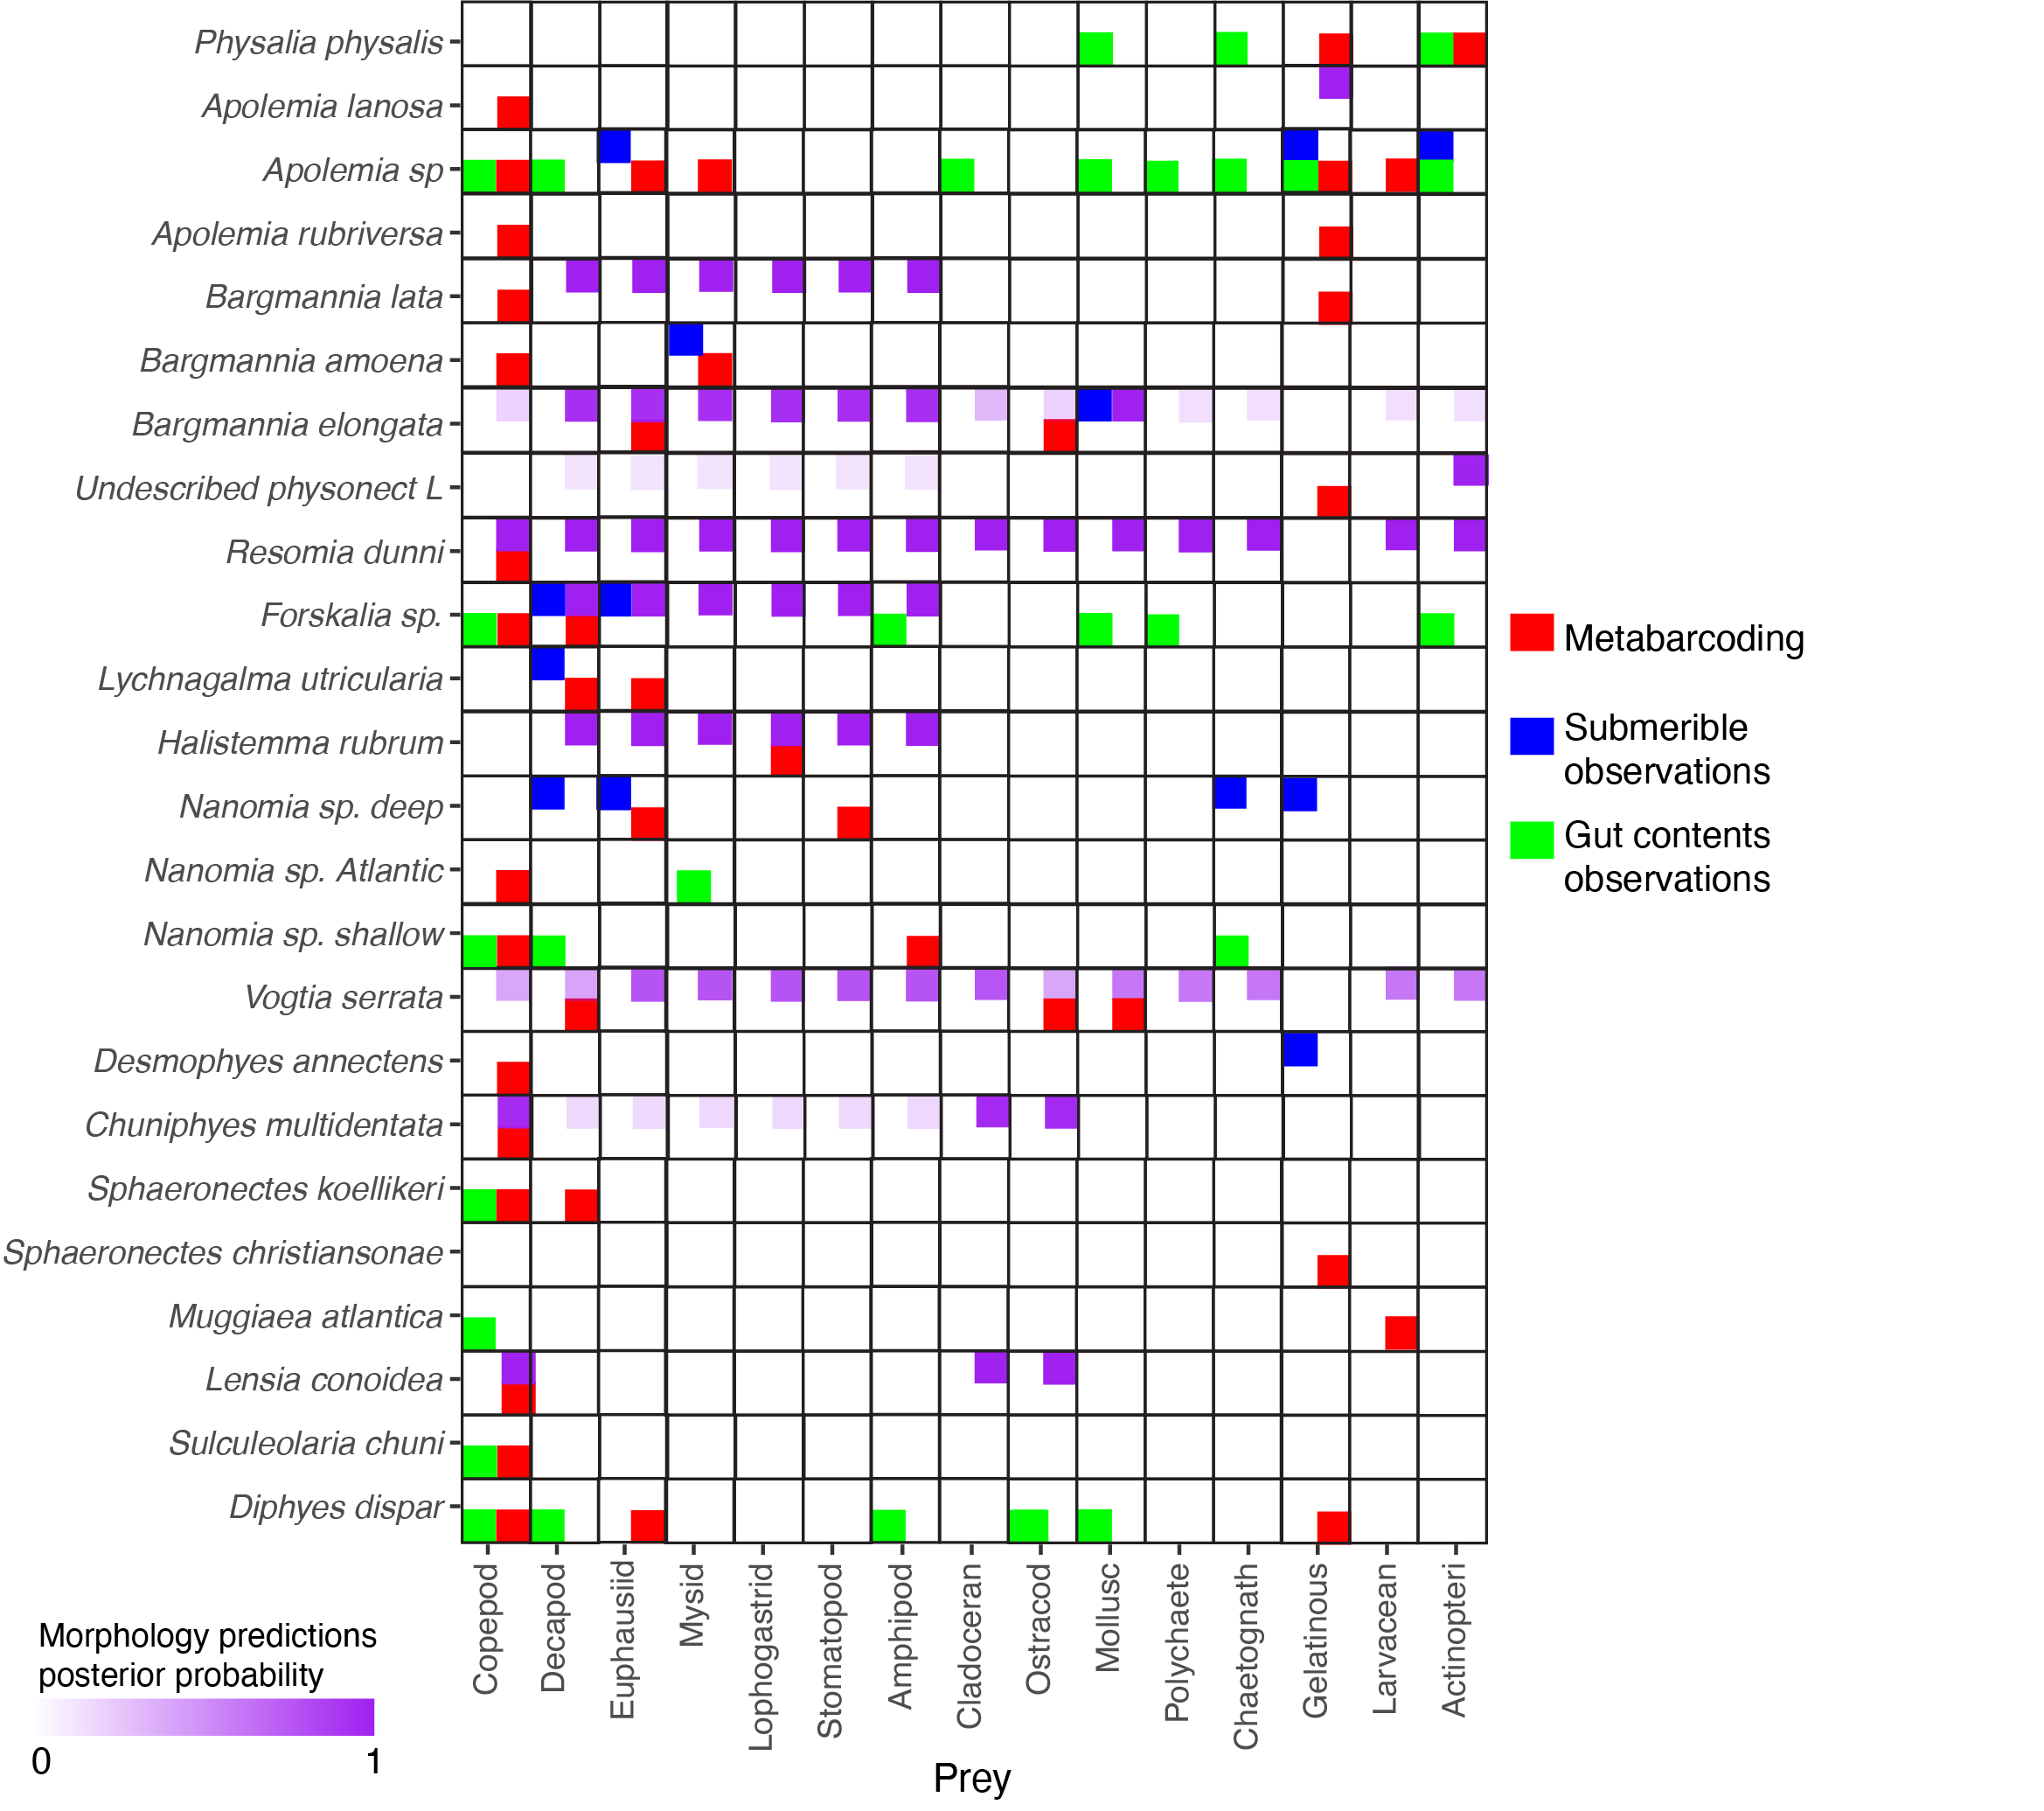 Physalia physalis
Apolemia lanosa
Apolemia sp
Apolemia rubriversa
Bargmannia lata
Bargmannia amoena
Bargmannia elongata
Undescribed physonect L
Resomia dunni
Forskalia sp.
Lychnagalma utricularia
Halistemma rubrum
Nanomia sp. deep
Nanomia sp. Atlantic
Nanomia sp. shallow
Vogtia serrata
Desmophyes annectens
Chuniphyes multidentata
Sphaeronectes koellikeri
Sphaeronectes christiansonae
Muggiaea atlantica
Lensia conoidea
Sulculeolaria chuni
Diphyes dispar
Metabarcoding
Submerible
observations
Gut contents
observations
Copepod
Decapod
Euphausiid
Mysid
Lophogastrid
Stomatopod
Amphipod
Cladoceran
Ostracod
Mollusc
Polychaete
Chaetognath
Gelatinous
Larvacean
Actinopteri
Prey
Morphology predictions
posterior probability
0
1